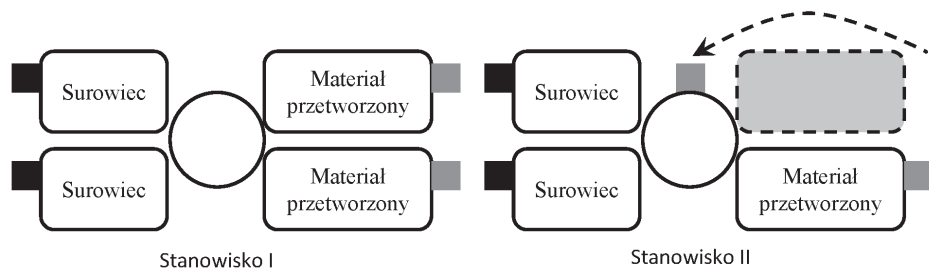 Surowiec
Materiał
przetworzony
Surowiec
Materiał
przetworzony
Stanowisko I
Surowiec
Surowiec
Materiał
przetworzony
Stanowisko II